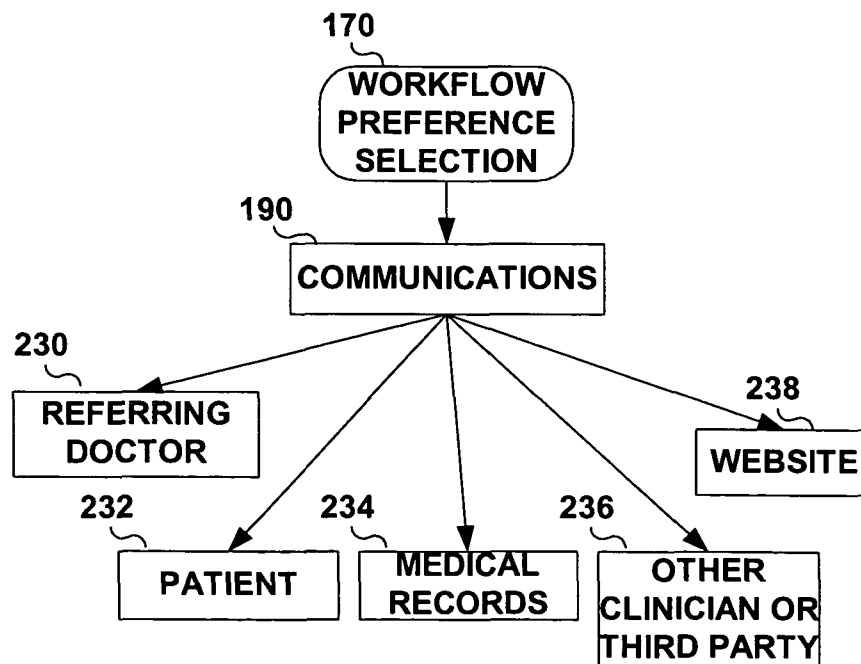 170
WORKFLOW
PREFERENCE
SELECTION
190
COMMUNICATIONS
230
REFERRING
DOCTOR
238
WEBSITE
232
PATIENT
234
MEDICAL
RECORDS
236
OTHER
CLINICIAN OR
THIRD PARTY